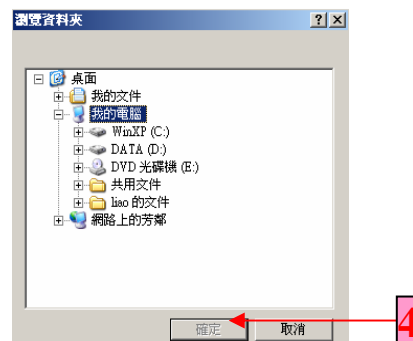 瀏覽資料夾
桌面
我的文件
我的電腦
WinXP (C:)
DATA (D:)
DVD 光碟機 (E:)
共用文件
liao 的文件
網路上的芳鄰
確定
取消
4